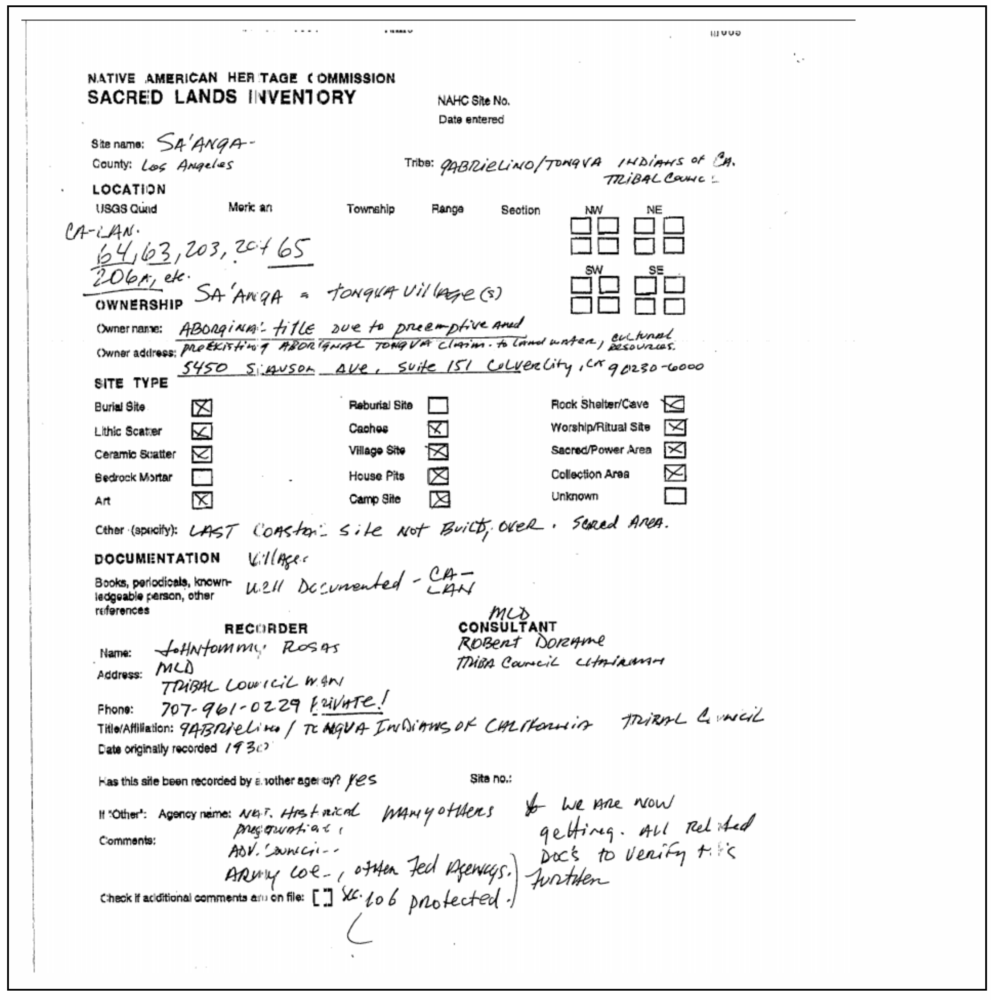 NATIVE AMERICAN HERITAGE COMMISSION
SACRED LANDS INVENTORY
NAHC Site No.
Date entered
Site name: SA'ANGA-
County: Los Angeles
Tribe: GABRIELINO/TONGVA INDIANS of CA.
TRIBAL Council
LOCATION
USGS Quad Meridian Township Range Section NW NE
CA-LAN.
64, 63, 203, 65
206A, etc.
SW SE
SA'ANGA = TONGVA Village(s)
OWNERSHIP
Owner name: ABorginal title due to preemptive and
preexisting ABORIGNAL TONGVA Claim. to land water, cultural resources.
Owner address:
5450 Slauson Ave, Suite 151 Culver City, CA 90230-6000
SITE TYPE
Burial Site Reburial Site Rock Shelter/Cave
Lithic Scatter Caches Worship/Ritual Site
Ceramic Scatter Village Site Sacred/Power Area
Bedrock Mortar House Pits Collection Area
Art Camp Site Unknown
Other (specify): LAST Coastal Site Not Built, over. Scared Area.
DOCUMENTATION Village
Books, periodicals, known-
ledgeable person, other
references
well Documented - CA-
LAN
RECORDER
MLD
CONSULTANT
Name: JOHNtommy ROSAS
ROBERT DORAME
MLD
TRIBA Council CHAIRMAN
Address:
TRIBAL Council
Phone: 707-961-0229 PRIVATE!
Title/Affiliation: GABRIelino / TONGVA INDIANS OF CALIFornia TRIBAL Council
Date originally recorded 1930
Has this site been recorded by another agency? yes Site no.:
If "Other": Agency name: NAT. Historical MANY others
preservation,
Comments:
ADV. Council
ARMY COE, other Fed Agencys.
We are now
getting. All Related
Doc's to Verify this
further
Check if additional comments are on file: [ ] Sec. 106 protected.